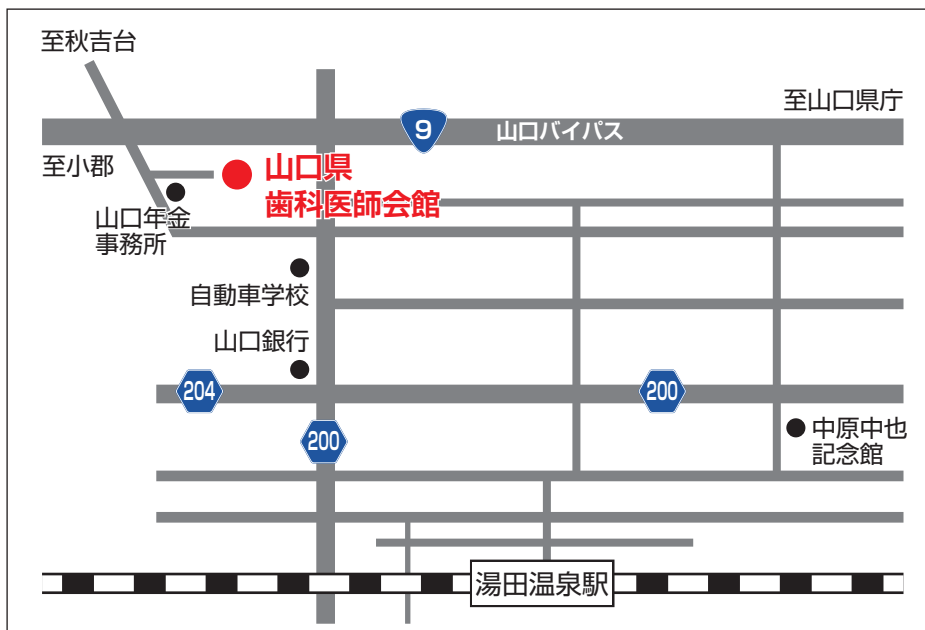 至秋吉台
至山口県庁
9
山口バイパス
至小郡
山口県
歯科医師会館
山口年金
事務所
自動車学校
山口銀行
204
200
200
中原中也
記念館
湯田温泉駅